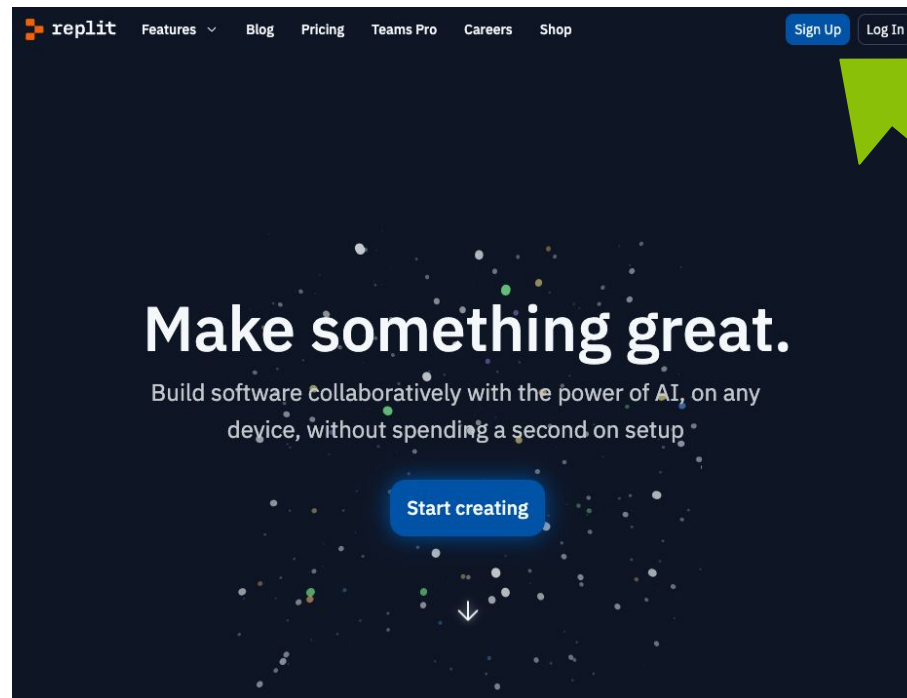 replit Features Blog Pricing Teams Pro Careers Shop Sign Up Log In
Make something great.
Build software collaboratively with the power of AI, on any
device, without spending a second on setup
Start creating